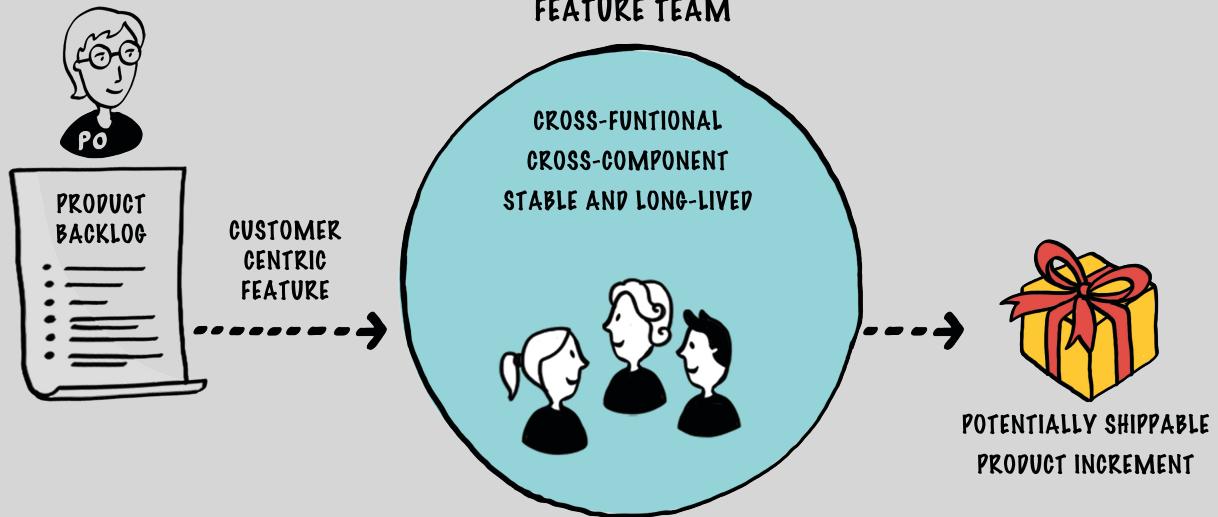 FEATURE TEAM
PO
PRODUCT
BACKLOG
CUSTOMER
CENTRIC
FEATURE
CROSS-FUNTIONAL
CROSS-COMPONENT
STABLE AND LONG-LIVED
POTENTIALLY SHIPPABLE
PRODUCT INCREMENT